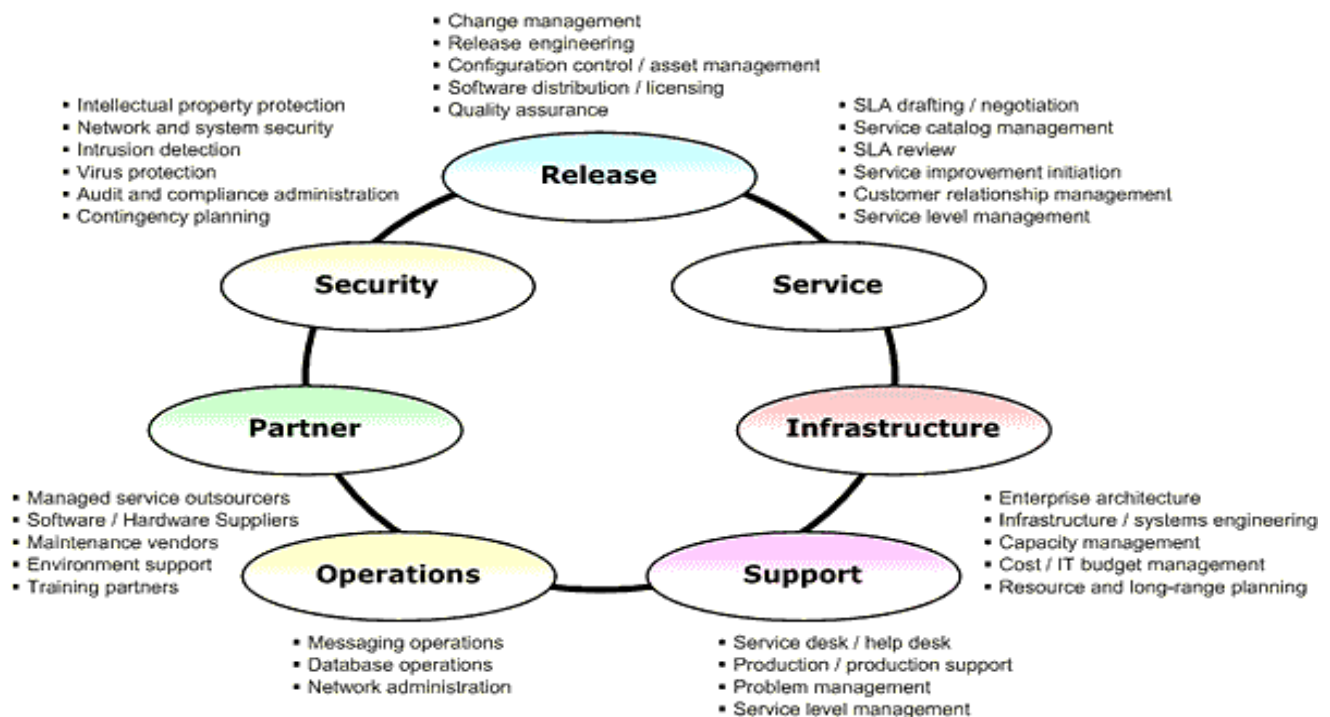 ▪ Change management
▪ Release engineering
▪ Configuration control / asset management
▪ Software distribution / licensing
▪ Quality assurance
▪ Intellectual property protection
▪ Network and system security
▪ Intrusion detection
▪ Virus protection
▪ Audit and compliance administration
▪ Contingency planning
▪ SLA drafting / negotiation
▪ Service catalog management
▪ SLA review
▪ Service improvement initiation
▪ Customer relationship management
▪ Service level management
Release
Security
Service
Partner
Infrastructure
▪ Managed service outsourcers
▪ Software / Hardware Suppliers
▪ Maintenance vendors
▪ Environment support
▪ Training partners
▪ Enterprise architecture
▪ Infrastructure / systems engineering
▪ Capacity management
▪ Cost / IT budget management
▪ Resource and long-range planning
Operations
Support
▪ Messaging operations
▪ Database operations
▪ Network administration
▪ Service desk / help desk
▪ Production / production support
▪ Problem management
▪ Service level management